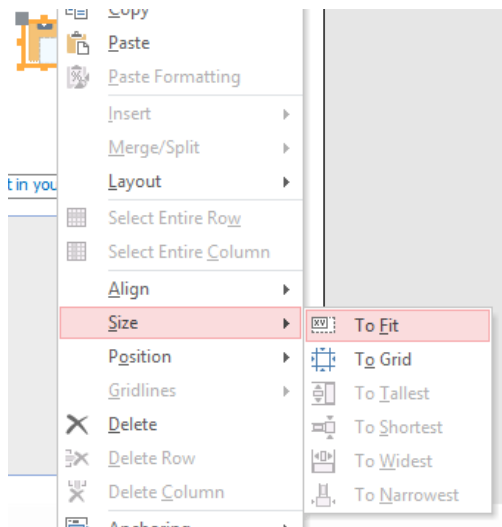 Copy
Paste
Paste Formatting
Insert
Merge/Split
t in you
Layout
Select Entire Row
Select Entire Column
Align
Size
To Fit
Position
To Grid
Gridlines
To Tallest
Delete
To Shortest
Delete Row
To Widest
Delete Column
To Narrowest
Anchoring